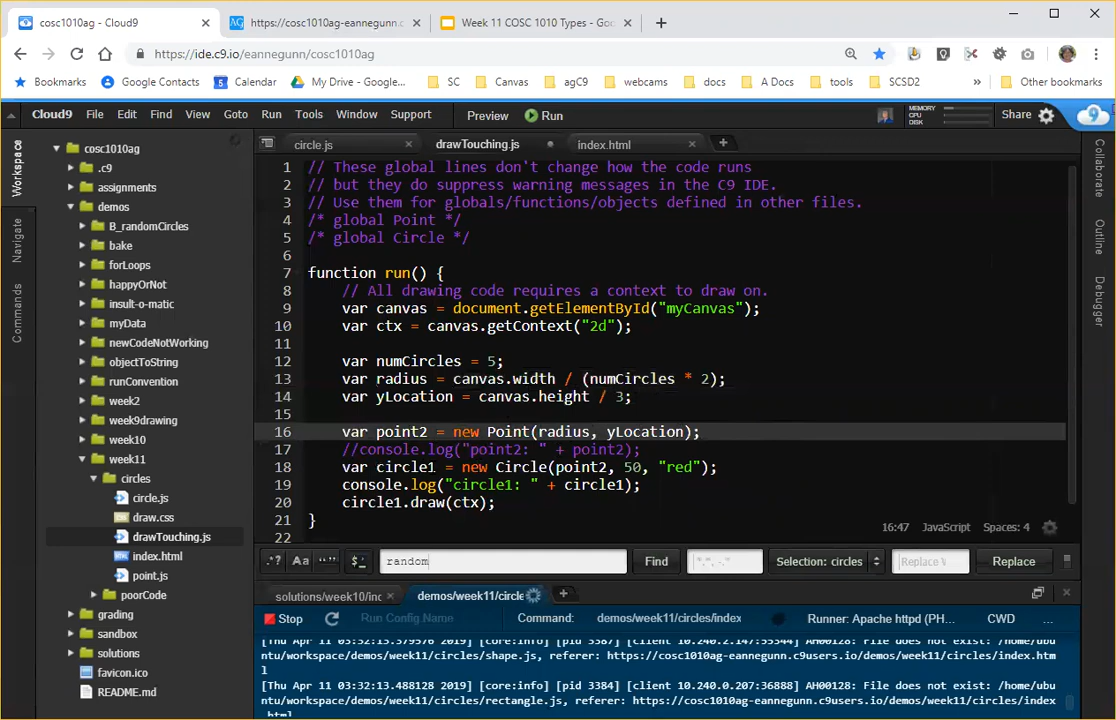 cosc1010ag - Cloud9
https://cosc1010ag-eannegunn.c
Week 11 COSC 1010 Types - Goo
https://ide.c9.io/eannegunn/cosc1010ag
Bookmarks
Google Contacts
5
Calendar
My Drive - Google...
SC
Canvas
agC9
webcams
docs
A Docs
tools
SCSD2
»
Other bookmarks
Cloud9 File Edit Find View Goto Run Tools Window Support Preview Run
MEMORY
CPU
DISK
Share
Workspace
Navigate
Commands
cosc1010ag
.c9
assignments
demos
B_randomCircles
bake
forLoops
happyOrNot
insult-o-matic
myData
newCodeNotWorking
objectToString
runConvention
week2
week9drawing
week10
week11
circles
circle.js
draw.css
drawTouching.js
index.html
point.js
poorCode
grading
sandbox
solutions
favicon.ico
README.md
circle.js
drawTouching.js
index.html
1 // These global lines don't change how the code runs
2 // but they do suppress warning messages in the C9 IDE.
3 // Use them for globals/functions/objects defined in other files.
4 /* global Point */
5 /* global Circle */
6
7 function run() {
8 // All drawing code requires a context to draw on.
9 var canvas = document.getElementById("myCanvas");
10 var ctx = canvas.getContext("2d");
11
12 var numCircles = 5;
13 var radius = canvas.width / (numCircles * 2);
14 var yLocation = canvas.height / 3;
15
16 var point2 = new Point(radius, yLocation);
17 //console.log("point2: " + point2);
18 var circle1 = new Circle(point2, 50, "red");
19 console.log("circle1: " + circle1);
20 circle1.draw(ctx);
21 }
22
16:47 JavaScript Spaces: 4
Collaborate
Outline
Debugger
.* ? Aa “” $_ random Find Selection: circles Replace W Replace
solutions/week10/inc
demos/week11/circle
Stop Run Config Name Command: demos/week11/circles/index Runner: Apache httpd (PH... CWD ...
[Thu Apr 11 03:32:13.379576 2019] [core:info] [pid 3387] [client 10.240.2.147:55344] AH00128: File does not exist: /home/ubu
ntu/workspace/demos/week11/circles/shape.js, referer: https://cosc1010ag-eannegunn.c9users.io/demos/week11/circles/index.htm
l
[Thu Apr 11 03:32:13.488128 2019] [core:info] [pid 3384] [client 10.240.0.207:36888] AH00128: File does not exist: /home/ubu
ntu/workspace/demos/week11/circles/rectangle.js, referer: https://cosc1010ag-eannegunn.c9users.io/demos/week11/circles/index
.html